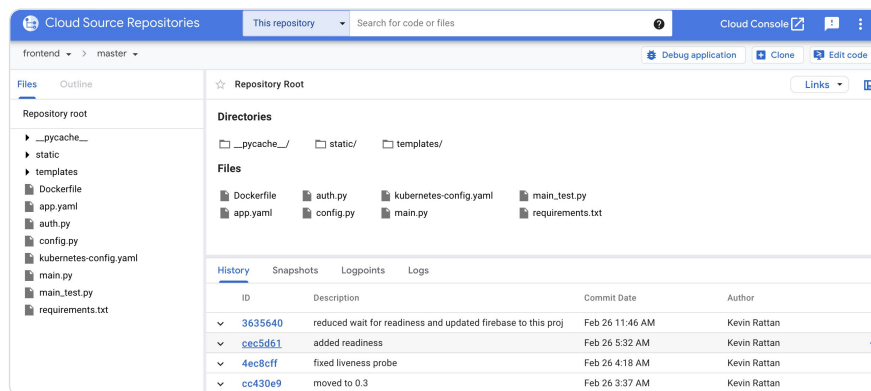 Cloud Source Repositories This repository Search for code or files ? Cloud Console !
frontend > master Debug application Clone Edit code
Files Outline Repository Root Links
Repository root
__pycache__
static
templates
Dockerfile
app.yaml
auth.py
config.py
kubernetes-config.yaml
main.py
main_test.py
requirements.txt
Directories
__pycache__/ static/ templates/
Files
Dockerfile auth.py kubernetes-config.yaml main_test.py
app.yaml config.py main.py requirements.txt
History Snapshots Logpoints Logs
ID Description Commit Date Author
3635640 reduced wait for readiness and updated firebase to this proj Feb 26 11:46 AM Kevin Rattan
cec5d61 added readiness Feb 26 5:32 AM Kevin Rattan
4ec8cff fixed liveness probe Feb 26 4:18 AM Kevin Rattan
cc430e9 moved to 0.3 Feb 26 3:37 AM Kevin Rattan